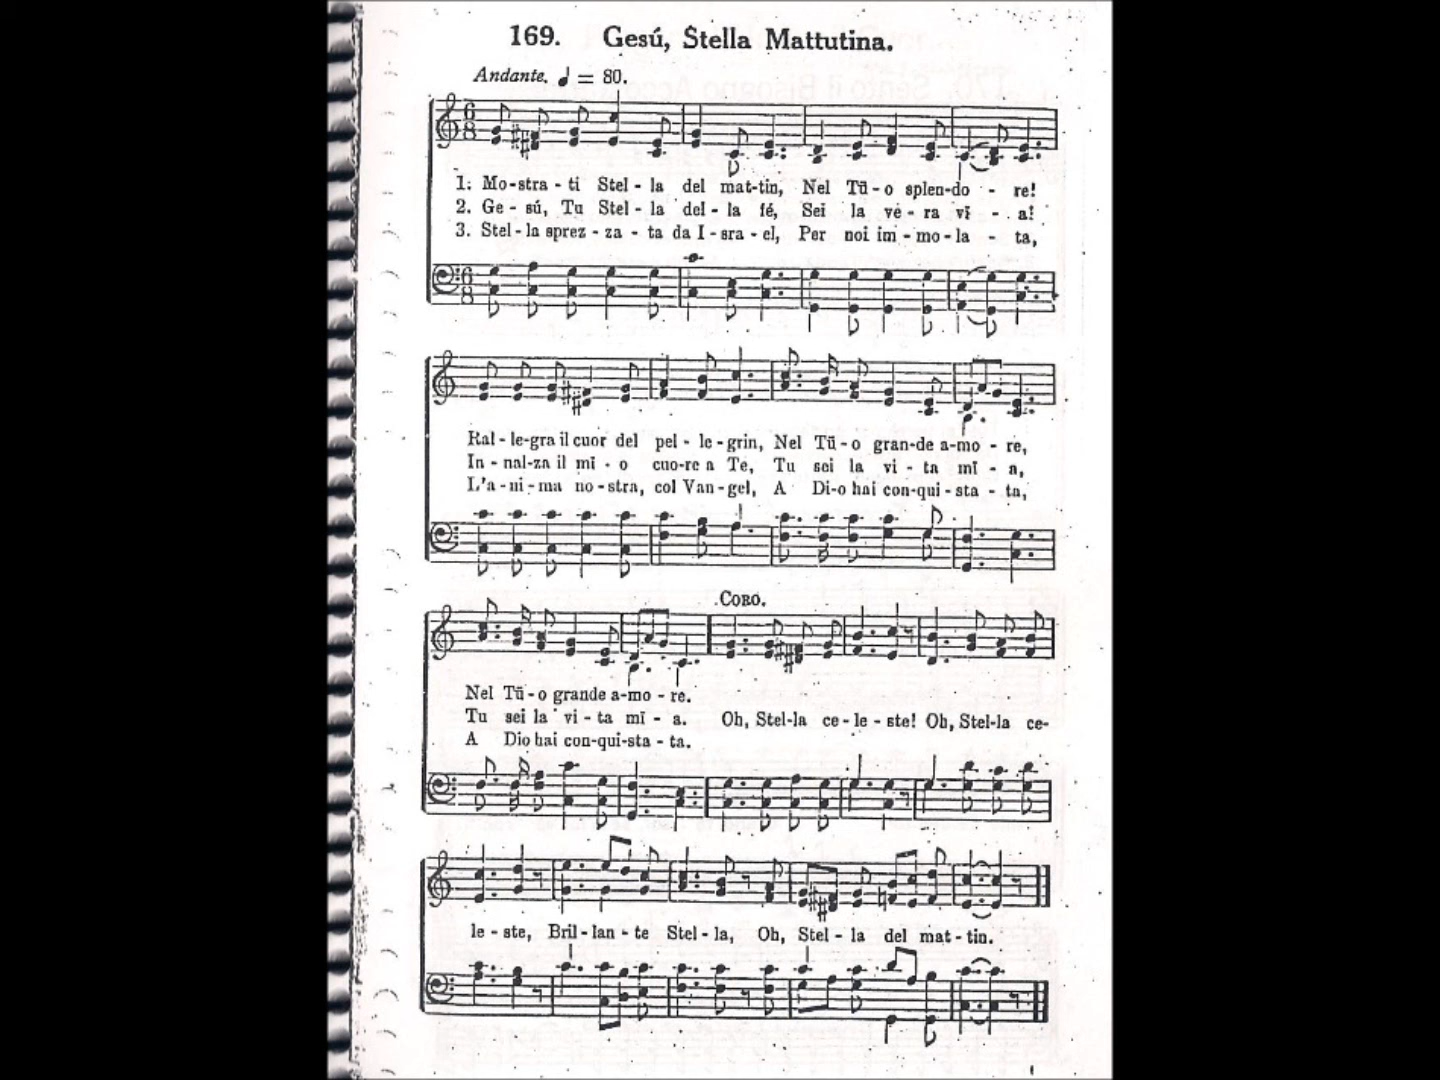 169. Gesú, Stella Mattutina.
Andante. ♩ = 80.
1. Mo-stra - ti Stel - la del mat-tin, Nel Tū - o splen-do - re!
2. Ge - sú, Tu Stel - la del - la fé, Sei la ve - ra vī - a!
3. Stel - la sprez - za - ta da I - sra - el, Per noi im - mo - la - ta,
Ral - le-gra il cuor del pel - le - grin, Nel Tū - o gran-de a-mo - re,
In - nal-za il mī - o cuo-re a Te, Tu sei la vi - ta mī - a,
L'a - ni - ma no - stra, col Van - gel, A Di-o hai con-qui - sta - ta,
CORO.
Nel Tū - o grande a-mo - re.
Tu sei la vi - ta mī - a. Oh, Stel-la ce - le - ste! Oh, Stel-la ce-
A Dio hai con-qui-sta - ta.
le - ste, Bril - lan - te Stel - la, Oh, Stel - la del mat - tin.